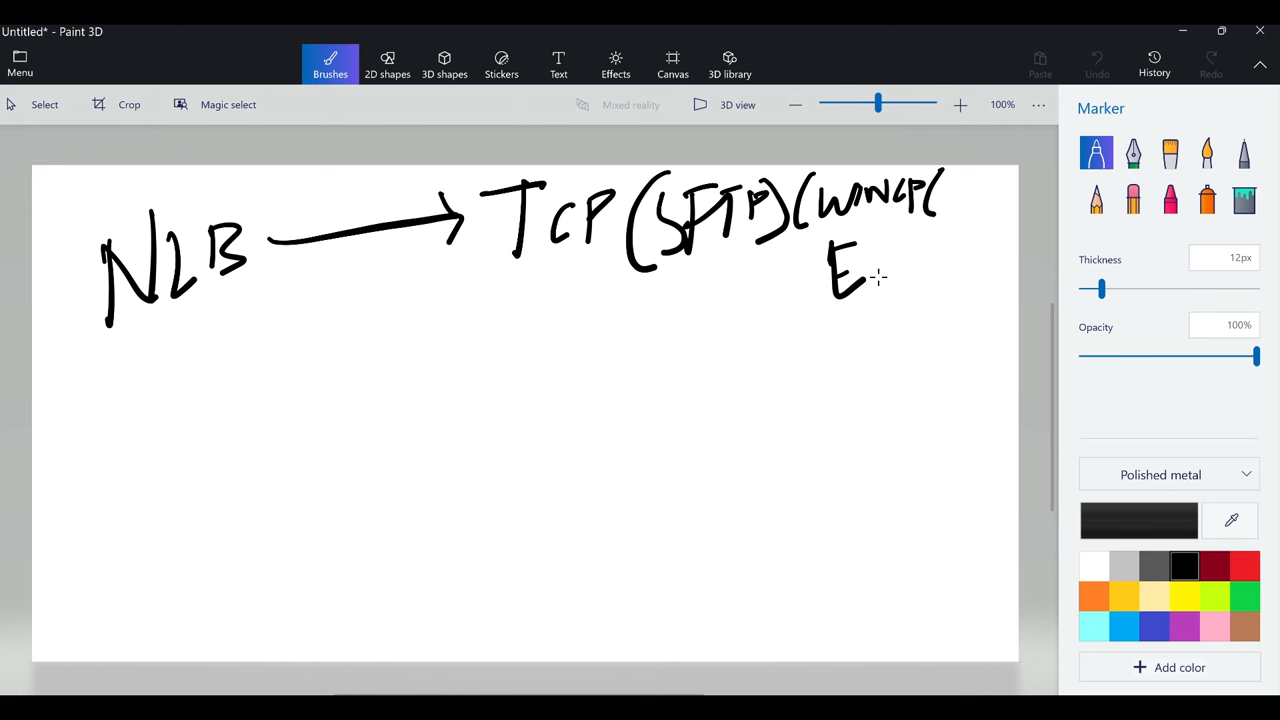 Untitled* - Paint 3D
Menu
Brushes
2D shapes
3D shapes
Stickers
Text
Effects
Canvas
3D library
Paste
Undo
History
Redo
Select
Crop
Magic select
Mixed reality
3D view
100%
Marker
NLB → TCP (SFTP) (WINCP(
E
Thickness
12px
Opacity
100%
Polished metal
+ Add color